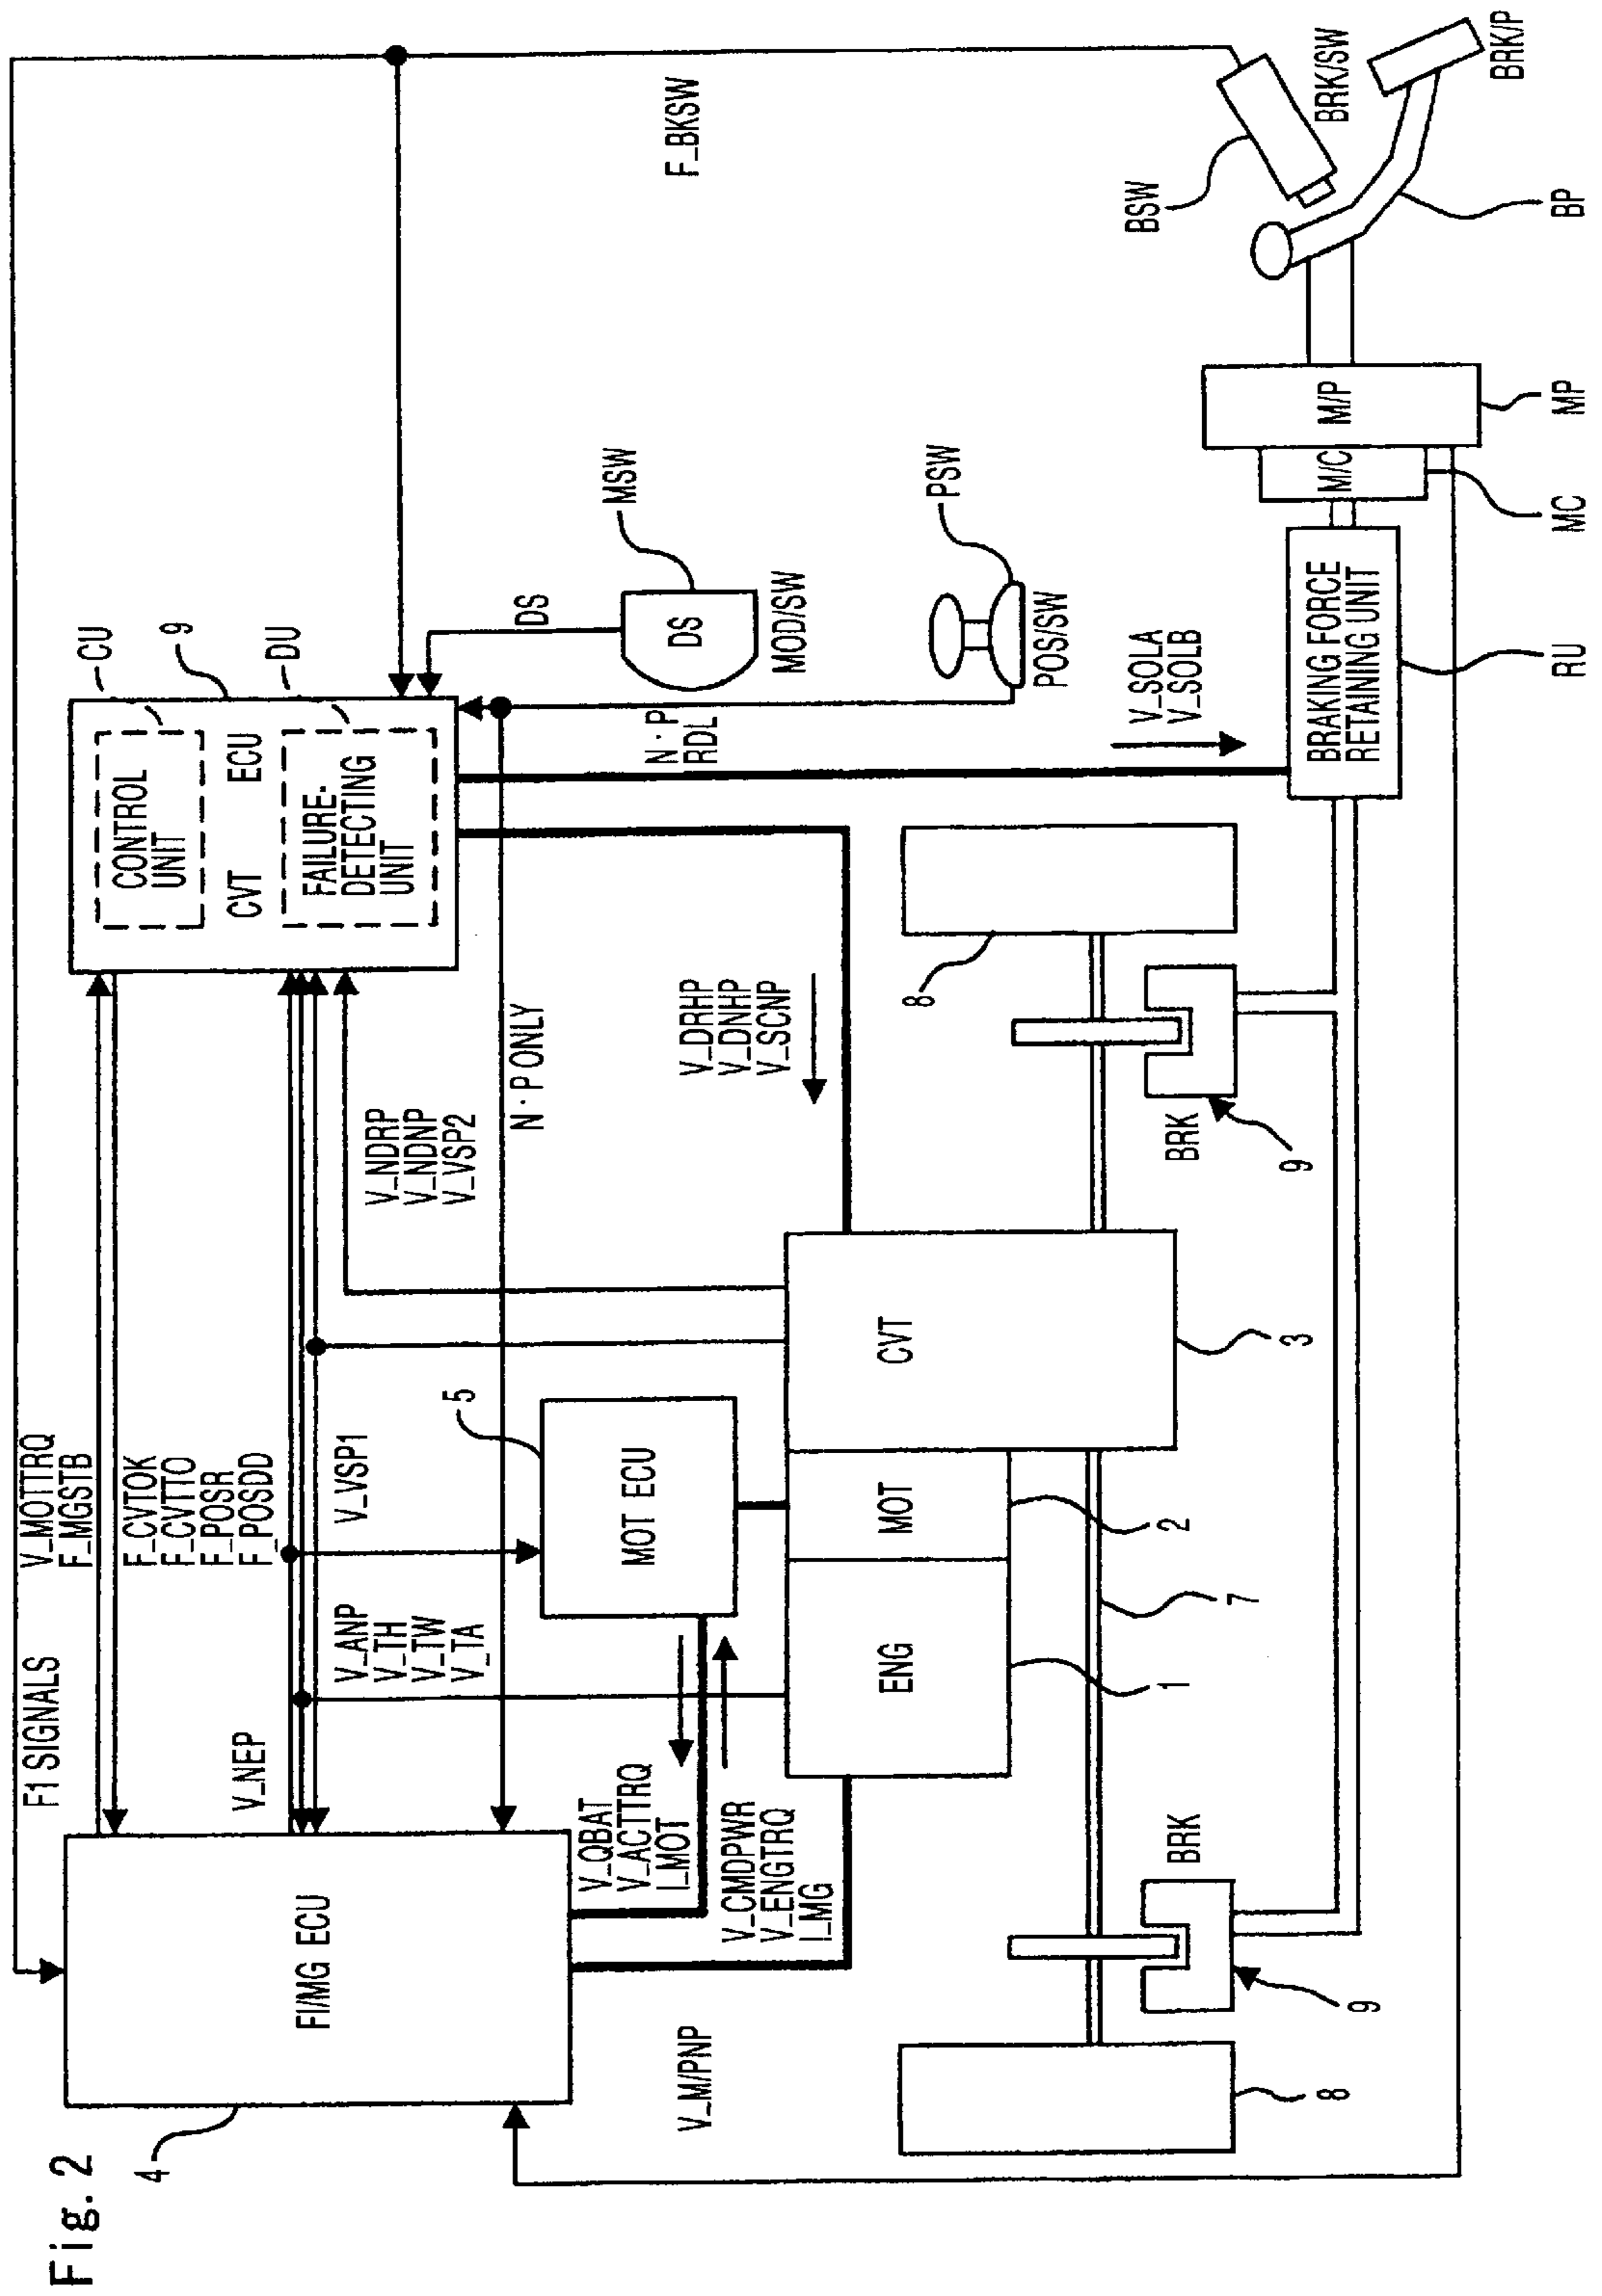 Fig. 2
4
FI/MG ECU
F1 SIGNALS
V_MOTTRQ
F_MGSTB
F_CVTOK
F_CVTTO
F_POSR
F_POSDD
V_NEP
V_VSP1
V_ANP
V_TH
V_TW
V_TA
5
MOT ECU
V_QBAT
V_ACTTRQ
I_MOT
V_CMDPWR
V_ENGTRQ
I_MG
V_M/PNP
CU
9
DU
CONTROL
UNIT
CVT ECU
FAILURE-
DETECTING
UNIT
V_NDRP
V_NDNP
V_VSP2
N·P ONLY
V_DRHP
V_DNHP
V_SCNP
F_BKSW
DS
MSW
DS
MOD/SW
PSW
POS/SW
N·P
RDL
V_SOLA
V_SOLB
ENG
MOT
CVT
1
2
3
7
8
8
BRK
9
BRK
9
BRAKING FORCE
RETAINING UNIT
RU
M/C
MC
M/P
MP
BSW
BRK/SW
BRK/P
BP